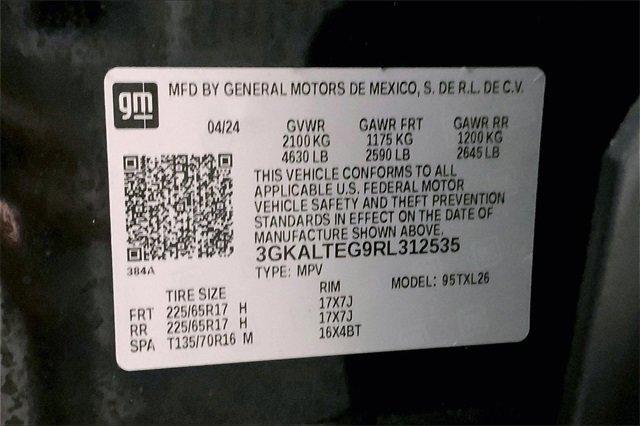 gm
MFD BY GENERAL MOTORS DE MEXICO, S. DE R.L. DE C.V.
04/24 GVWR GAWR FRT GAWR RR
2100 KG 1175 KG 1200 KG
4630 LB 2590 LB 2645 LB
THIS VEHICLE CONFORMS TO ALL
APPLICABLE U.S. FEDERAL MOTOR
VEHICLE SAFETY AND THEFT PREVENTION
STANDARDS IN EFFECT ON THE DATE OF
MANUFACTURE SHOWN ABOVE.
3GKALTEG9RL312535
384A
TYPE: MPV MODEL: 95TXL26
TIRE SIZE RIM
FRT 225/65R17 H 17X7J
RR 225/65R17 H 17X7J
SPA T135/70R16 M 16X4BT